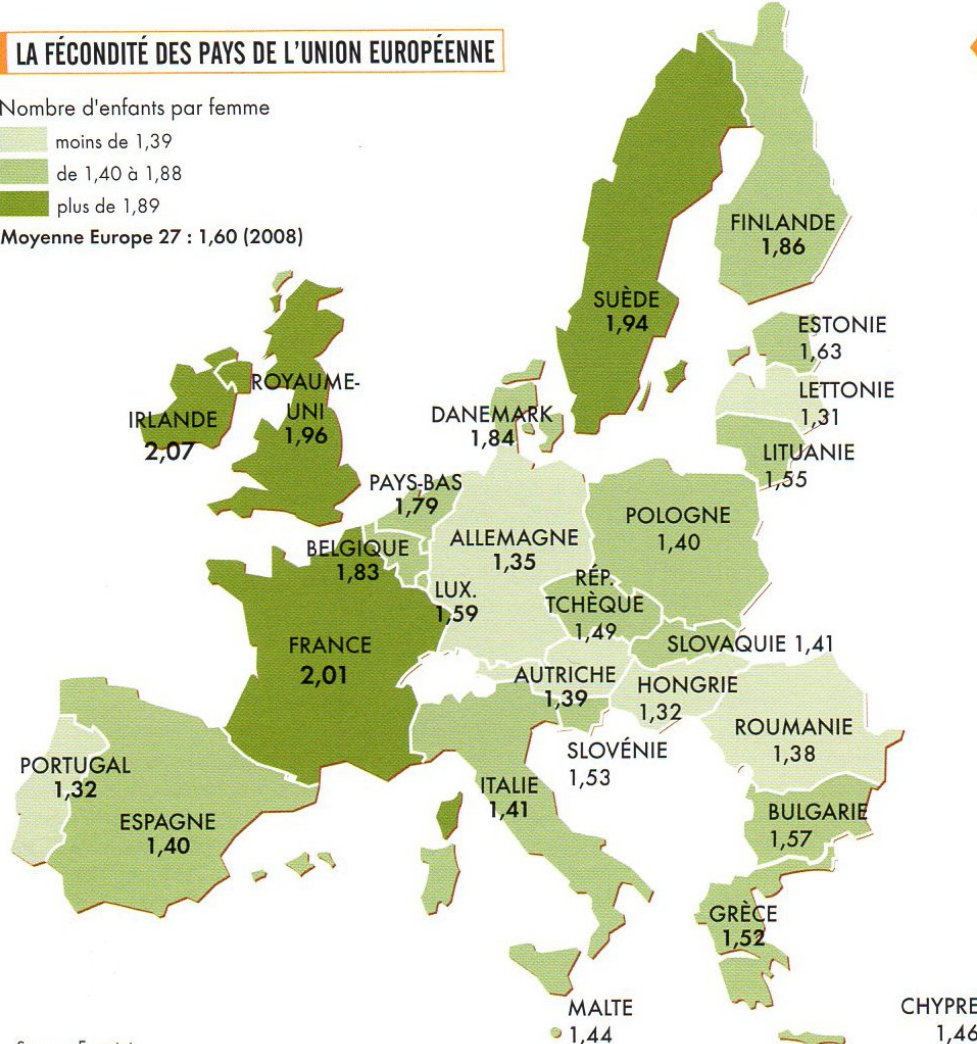 LA FÉCONDITÉ DES PAYS DE L'UNION EUROPÉENNE
Nombre d'enfants par femme
moins de 1,39
de 1,40 à 1,88
plus de 1,89
Moyenne Europe 27 : 1,60 (2008)
FINLANDE
1,86
SUÈDE
1,94
ESTONIE
1,63
LETTONIE
1,31
LITUANIE
1,55
ROYAUME-
UNI
1,96
IRLANDE
2,07
DANEMARK
1,84
PAYS-BAS
1,79
BELGIQUE
1,83
LUX.
1,59
ALLEMAGNE
1,35
POLOGNE
1,40
RÉP.
TCHÈQUE
1,49
SLOVAQUIE 1,41
FRANCE
2,01
AUTRICHE
1,39
HONGRIE
1,32
ROUMANIE
1,38
SLOVÉNIE
1,53
PORTUGAL
1,32
ESPAGNE
1,40
ITALIE
1,41
BULGARIE
1,57
GRÈCE
1,52
MALTE
1,44
CHYPRE
1,46